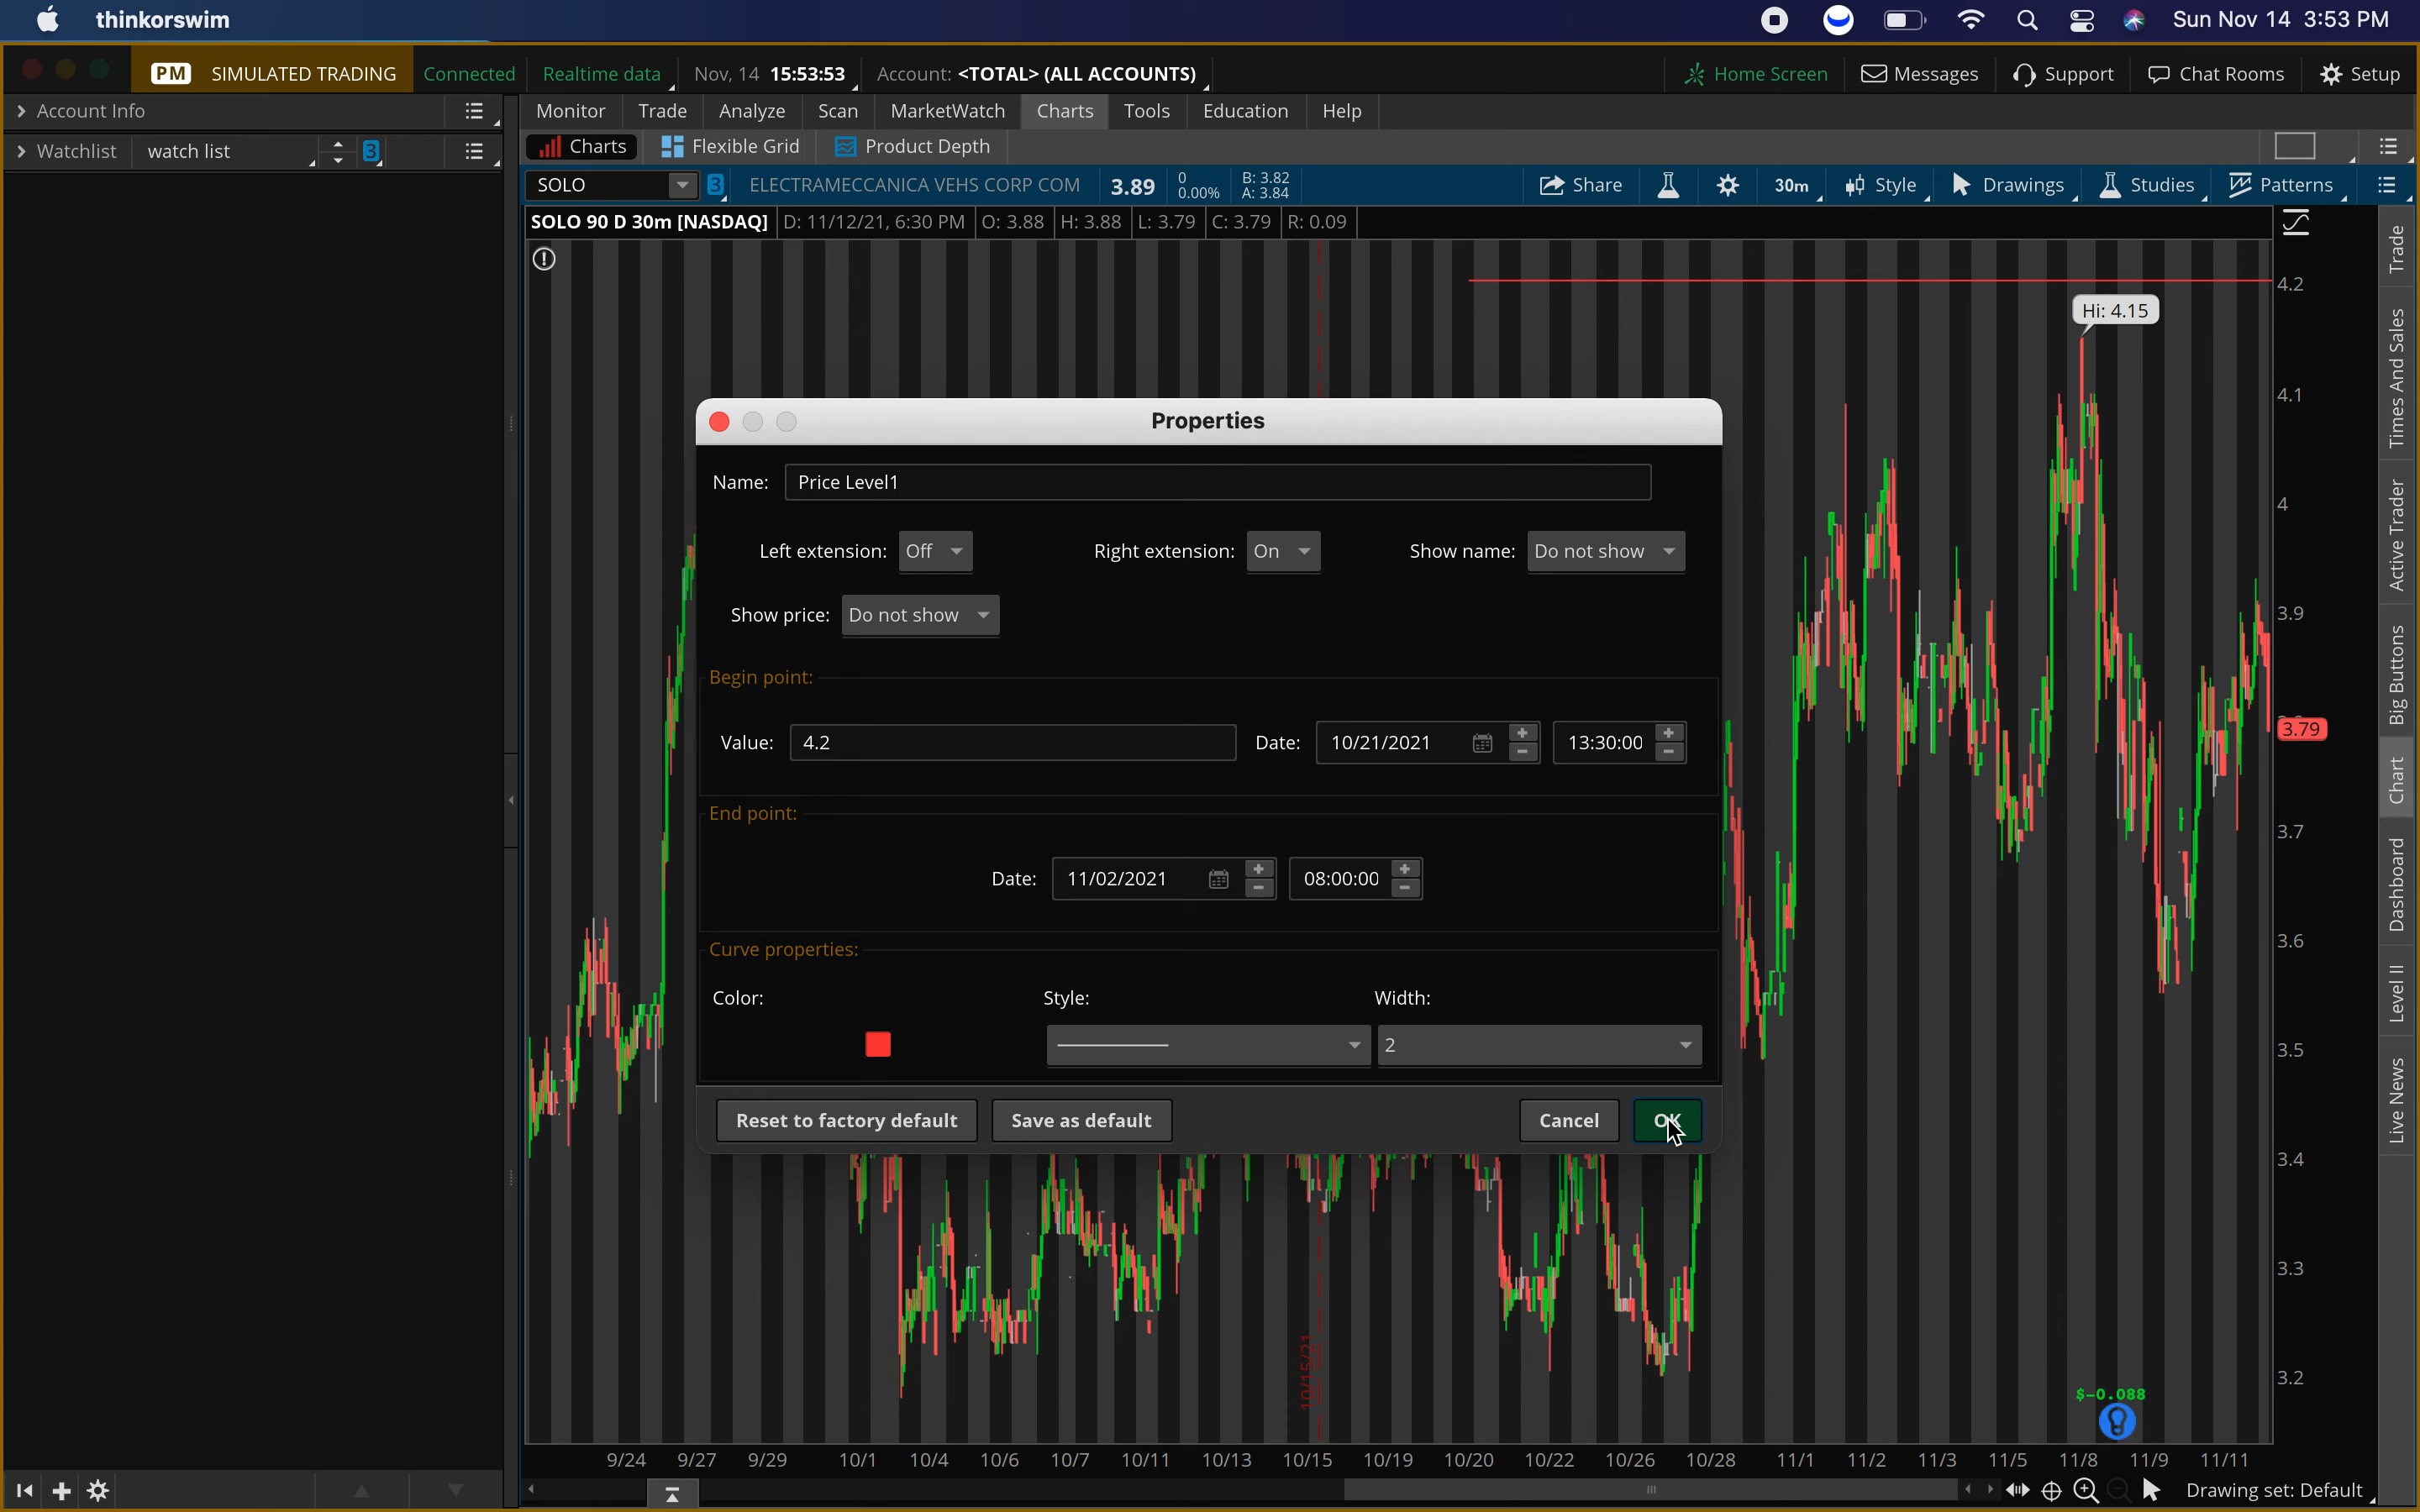 thinkorswim Sun Nov 14 3:53 PM
PM SIMULATED TRADING Connected Realtime data Nov, 14 15:53:53 Account: <TOTAL> (ALL ACCOUNTS) Home Screen Messages Support Chat Rooms Setup
Account Info Monitor Trade Analyze Scan MarketWatch Charts Tools Education Help
Watchlist watch list 3 Charts Flexible Grid Product Depth
SOLO 3 ELECTRAMECCANICA VEHS CORP COM 3.89 0 0.00% B: 3.82 A: 3.84 Share 30m Style Drawings Studies Patterns
SOLO 90 D 30m [NASDAQ] D: 11/12/21, 6:30 PM O: 3.88 H: 3.88 L: 3.79 C: 3.79 R: 0.09
Hi: 4.15
Properties
Name: Price Level1
Left extension: Off Right extension: On Show name: Do not show
Show price: Do not show
Begin point:
Value: 4.2 Date: 10/21/2021 13:30:00
End point:
Date: 11/02/2021 08:00:00
Curve properties:
Color: Style: Width:
2
Reset to factory default Save as default Cancel OK
4.2
4.1
4
3.9
3.79
3.7
3.6
3.5
3.4
3.3
3.2
Trade
Times And Sales
Active Trader
Big Buttons
Chart
Dashboard
Level II
Live News
10/15/21
$-0.088
9/24 9/27 9/29 10/1 10/4 10/6 10/7 10/11 10/13 10/15 10/19 10/20 10/22 10/26 10/28 11/1 11/2 11/3 11/5 11/8 11/9 11/11
Drawing set: Default